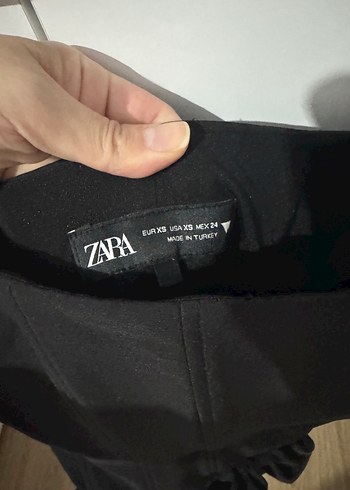 ZARA
EUR XS USA XS MEX 24
MADE IN TURKEY